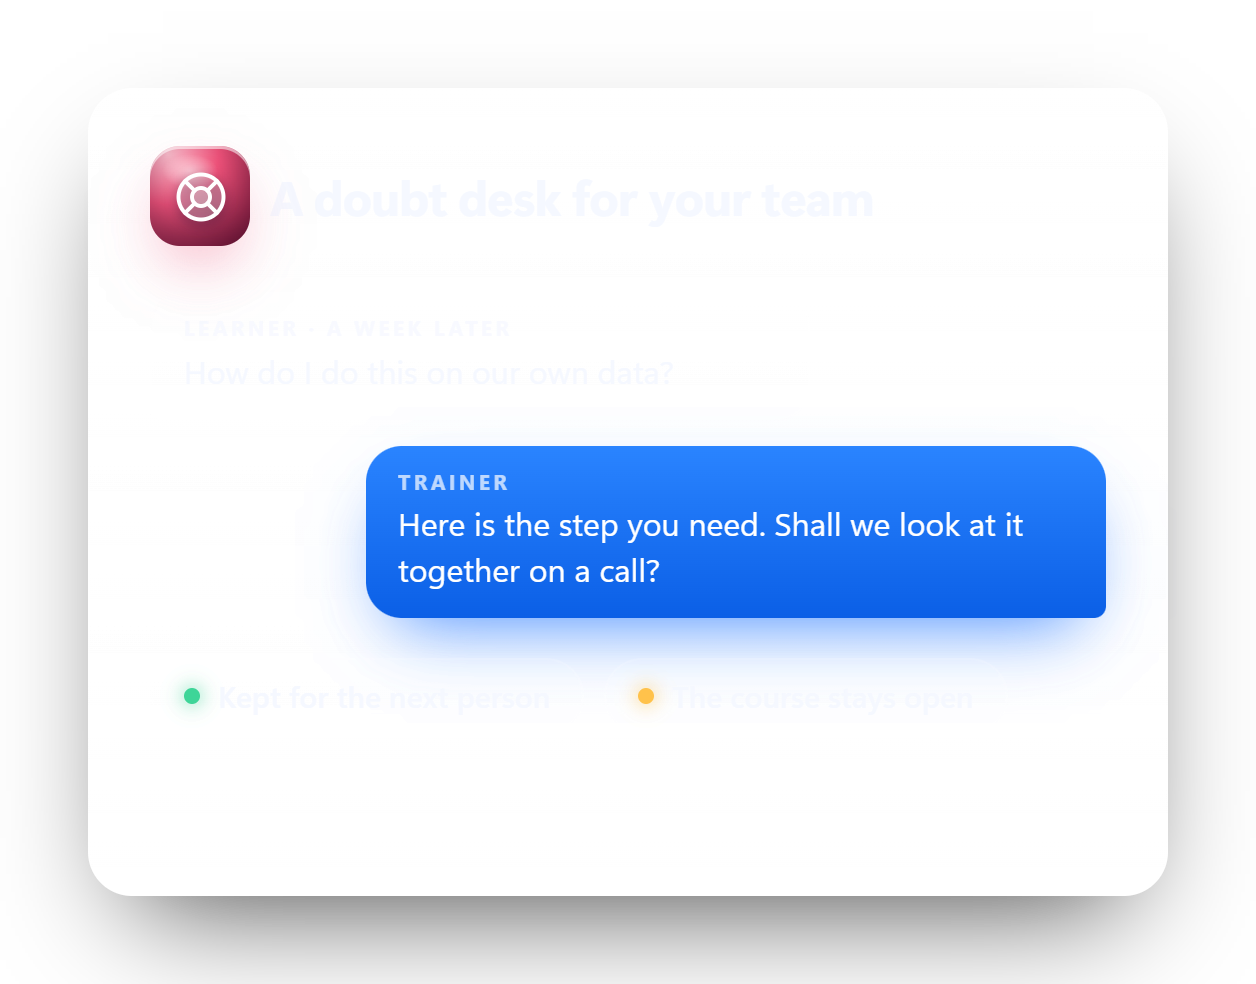 A doubt desk for your team
LEARNER · A WEEK LATER
How do I do this on our own data?
TRAINER
Here is the step you need. Shall we look at it
together on a call?
Kept for the next person
The course stays open